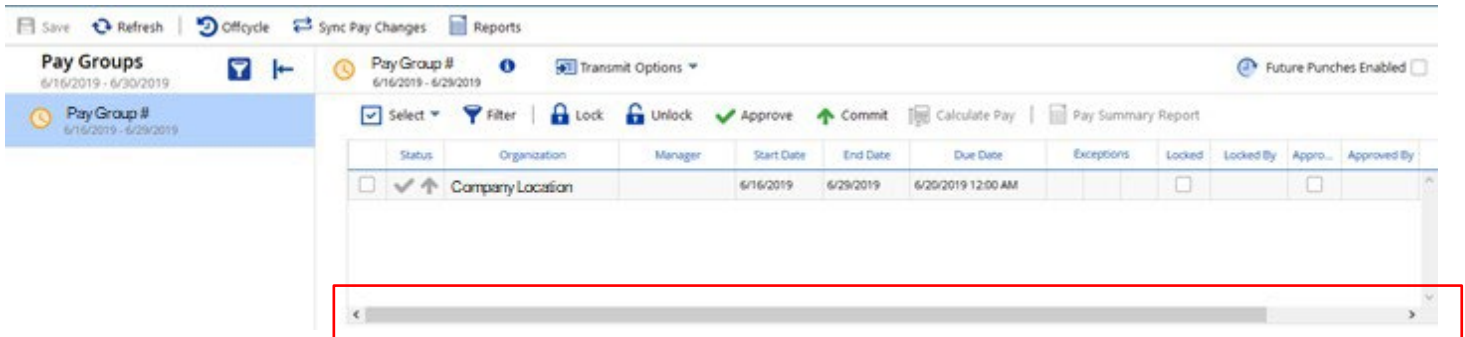 Save Refresh Offcycle Sync Pay Changes Reports
Pay Groups
6/16/2019 - 6/30/2019
Pay Group #
6/16/2019 - 6/29/2019
Transmit Options
Future Punches Enabled
Pay Group #
6/16/2019 - 6/29/2019
Select Filter Lock Unlock Approve Commit Calculate Pay Pay Summary Report
Status Organization Manager Start Date End Date Due Date Exceptions Locked Locked By Appro... Approved By
Company Location 6/16/2019 6/29/2019 6/20/2019 12:00 AM